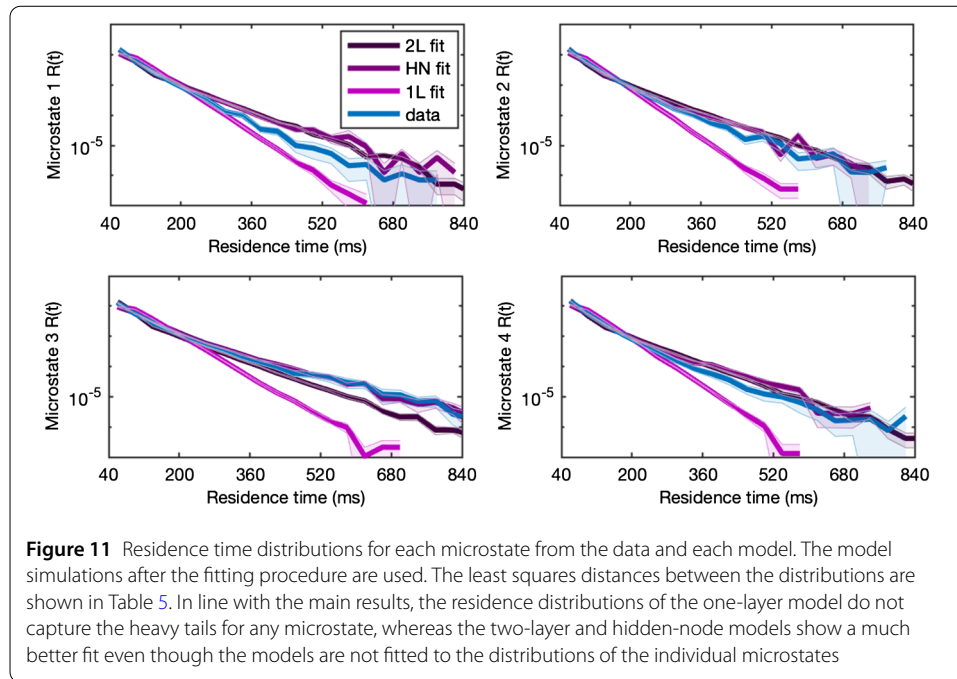 Microstate 1 R(t)
10⁻⁵
2L fit
HN fit
1L fit
data
40 200 360 520 680 840
Residence time (ms)
Microstate 2 R(t)
10⁻⁵
40 200 360 520 680 840
Residence time (ms)
Microstate 3 R(t)
10⁻⁵
40 200 360 520 680 840
Residence time (ms)
Microstate 4 R(t)
10⁻⁵
40 200 360 520 680 840
Residence time (ms)
Figure 11 Residence time distributions for each microstate from the data and each model. The model
simulations after the fitting procedure are used. The least squares distances between the distributions are
shown in Table 5. In line with the main results, the residence distributions of the one-layer model do not
capture the heavy tails for any microstate, whereas the two-layer and hidden-node models show a much
better fit even though the models are not fitted to the distributions of the individual microstates